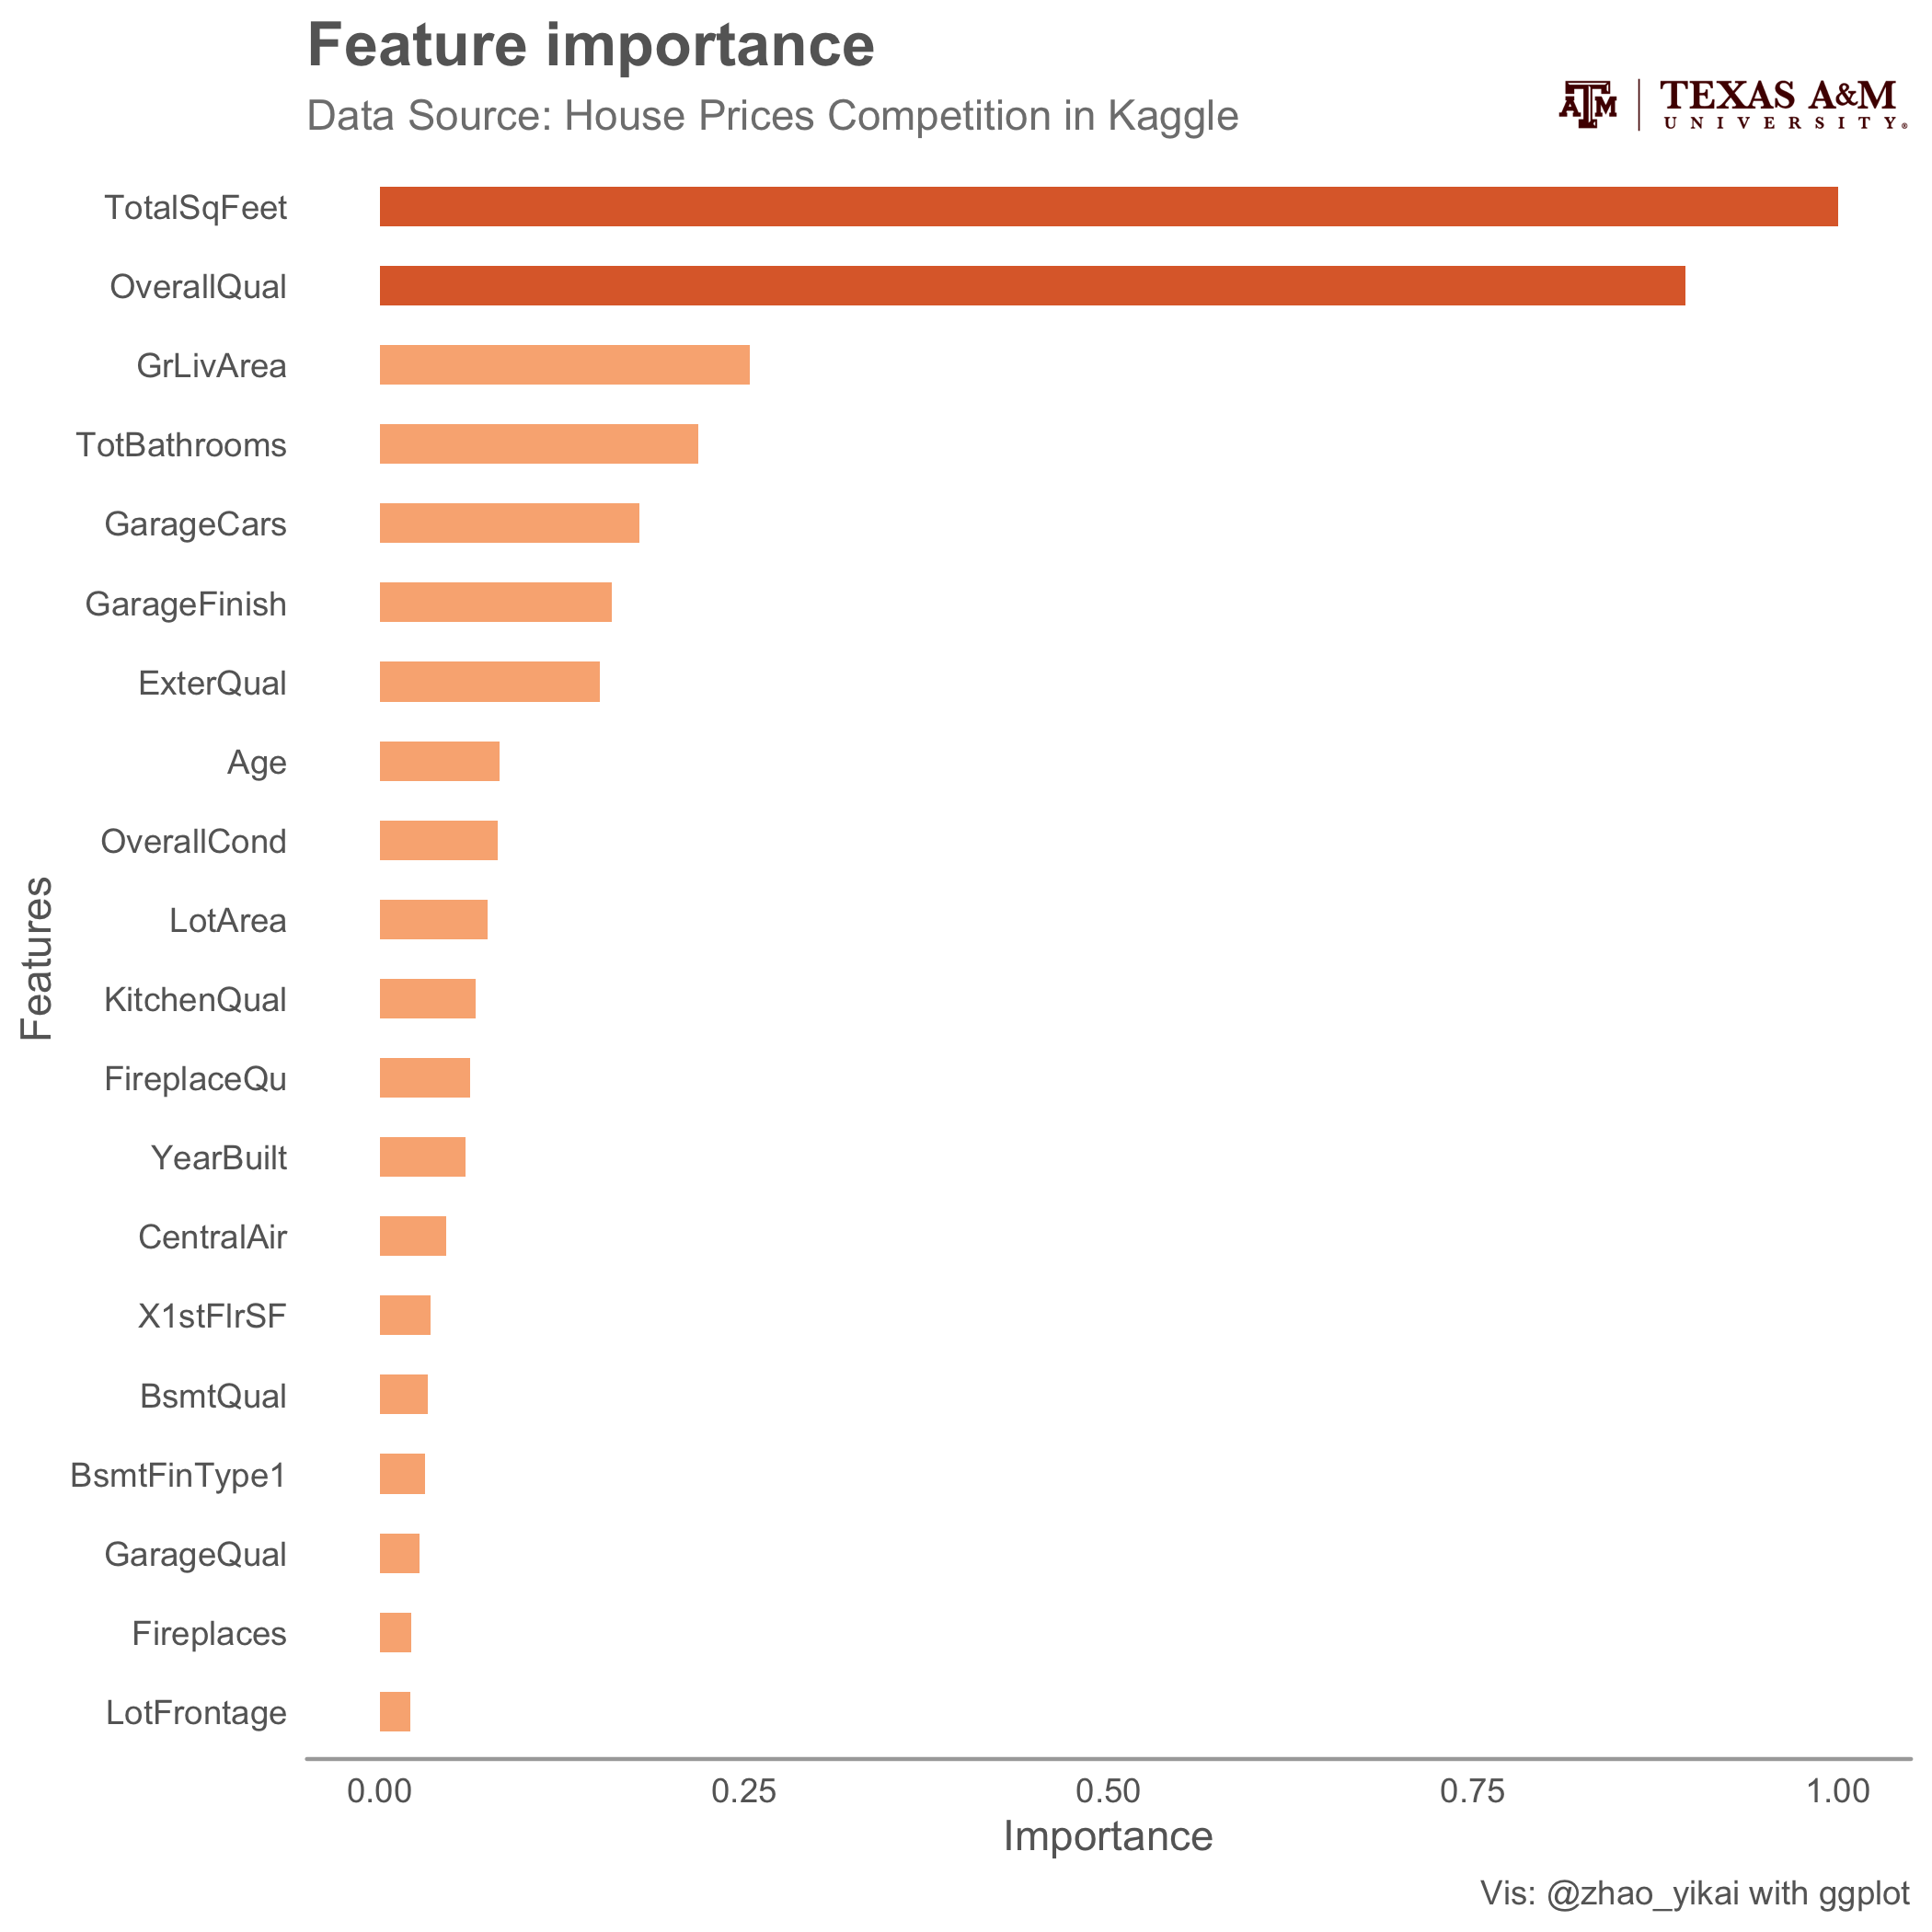 Feature importance
Data Source: House Prices Competition in Kaggle
ATM
TEXAS A&M
UNIVERSITY®
TotalSqFeet
OverallQual
GrLivArea
TotBathrooms
GarageCars
GarageFinish
ExterQual
Age
OverallCond
LotArea
KitchenQual
FireplaceQu
YearBuilt
CentralAir
X1stFlrSF
BsmtQual
BsmtFinType1
GarageQual
Fireplaces
LotFrontage
Features
0.00 0.25 0.50 0.75 1.00
Importance
Vis: @zhao_yikai with ggplot